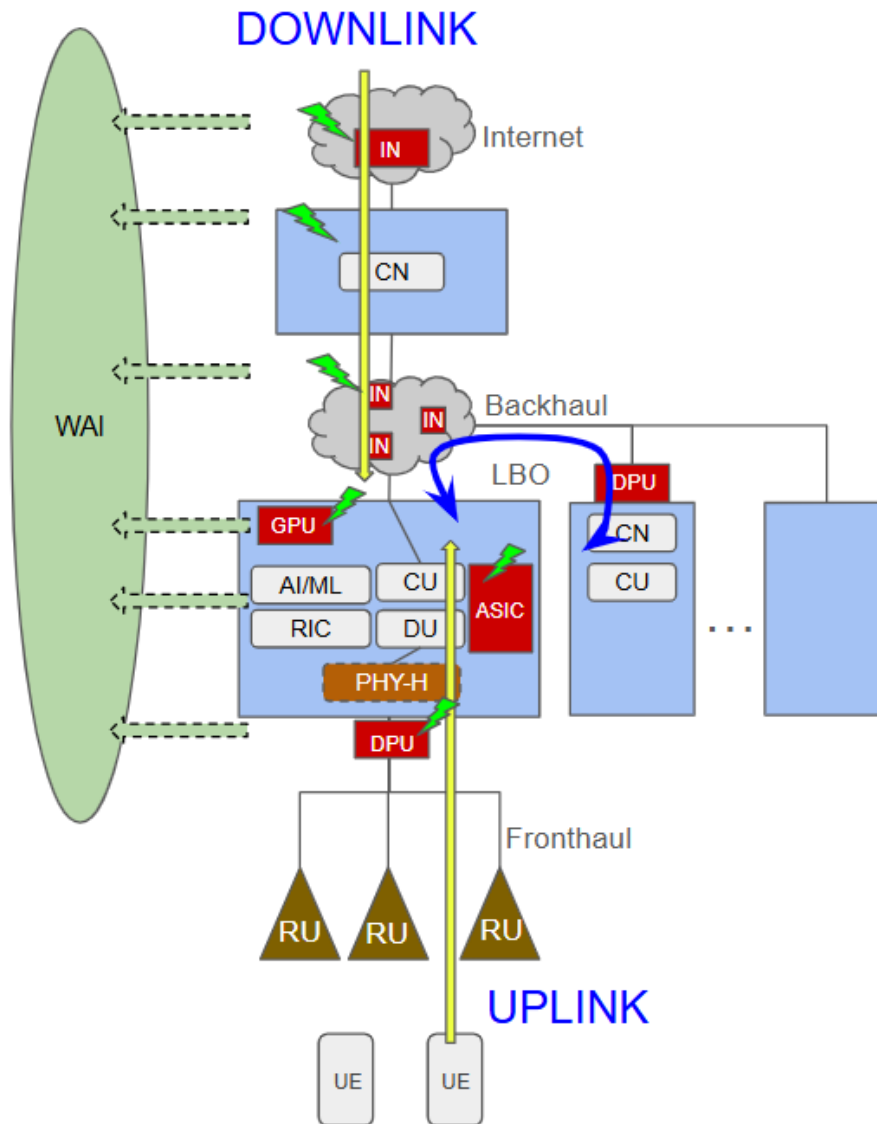 DOWNLINK
Internet
IN
CN
WAI
IN
IN
IN
Backhaul
LBO
DPU
GPU
CN
AI/ML
CU
ASIC
CU
RIC
DU
...
PHY-H
DPU
Fronthaul
RU
RU
RU
UPLINK
UE
UE